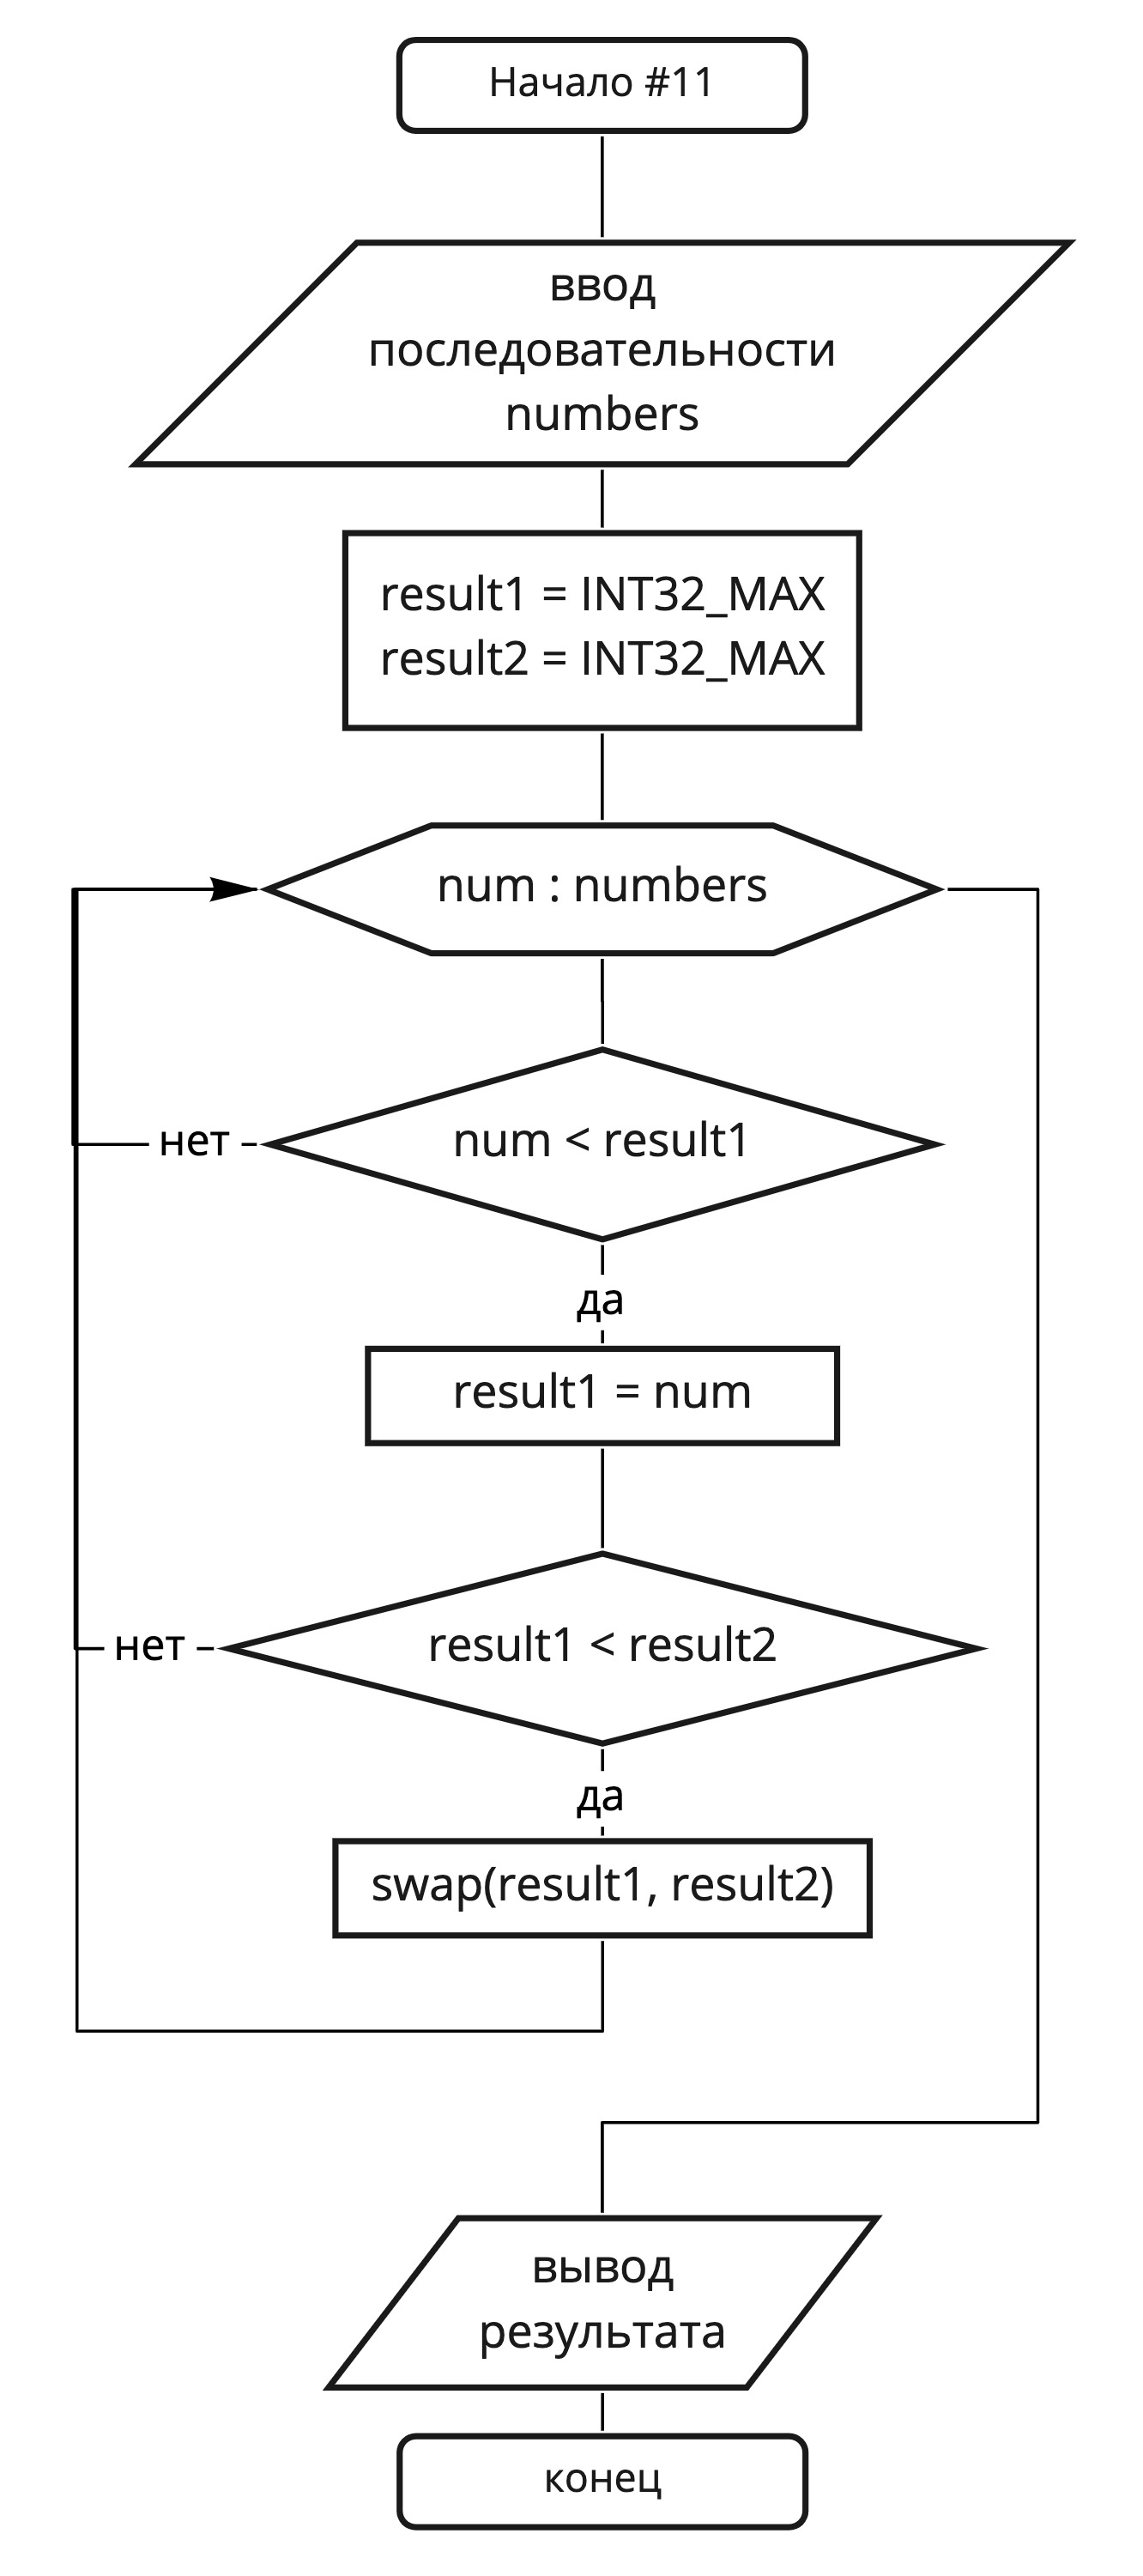 Начало #11
ввод
последовательности
numbers
result1 = INT32_MAX
result2 = INT32_MAX
num : numbers
num < result1
нет
да
result1 = num
result1 < result2
нет
да
swap(result1, result2)
вывод
результата
конец